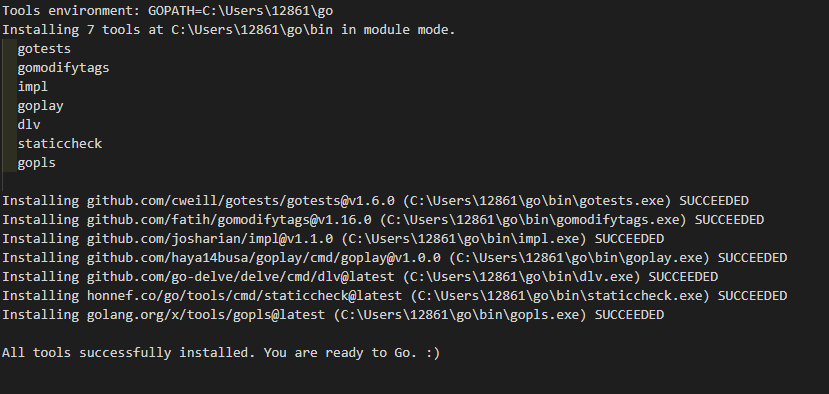 Tools environment: GOPATH=C:\Users\12861\go
Installing 7 tools at C:\Users\12861\go\bin in module mode.
gotests
gomodifytags
impl
goplay
dlv
staticcheck
gopls
Installing github.com/cweill/gotests/gotests@v1.6.0 (C:\Users\12861\go\bin\gotests.exe) SUCCEEDED
Installing github.com/fatih/gomodifytags@v1.16.0 (C:\Users\12861\go\bin\gomodifytags.exe) SUCCEEDED
Installing github.com/josharian/impl@v1.1.0 (C:\Users\12861\go\bin\impl.exe) SUCCEEDED
Installing github.com/haya14busa/goplay/cmd/goplay@v1.0.0 (C:\Users\12861\go\bin\goplay.exe) SUCCEEDED
Installing github.com/go-delve/delve/cmd/dlv@latest (C:\Users\12861\go\bin\dlv.exe) SUCCEEDED
Installing honnef.co/go/tools/cmd/staticcheck@latest (C:\Users\12861\go\bin\staticcheck.exe) SUCCEEDED
Installing golang.org/x/tools/gopls@latest (C:\Users\12861\go\bin\gopls.exe) SUCCEEDED
All tools successfully installed. You are ready to Go. :)